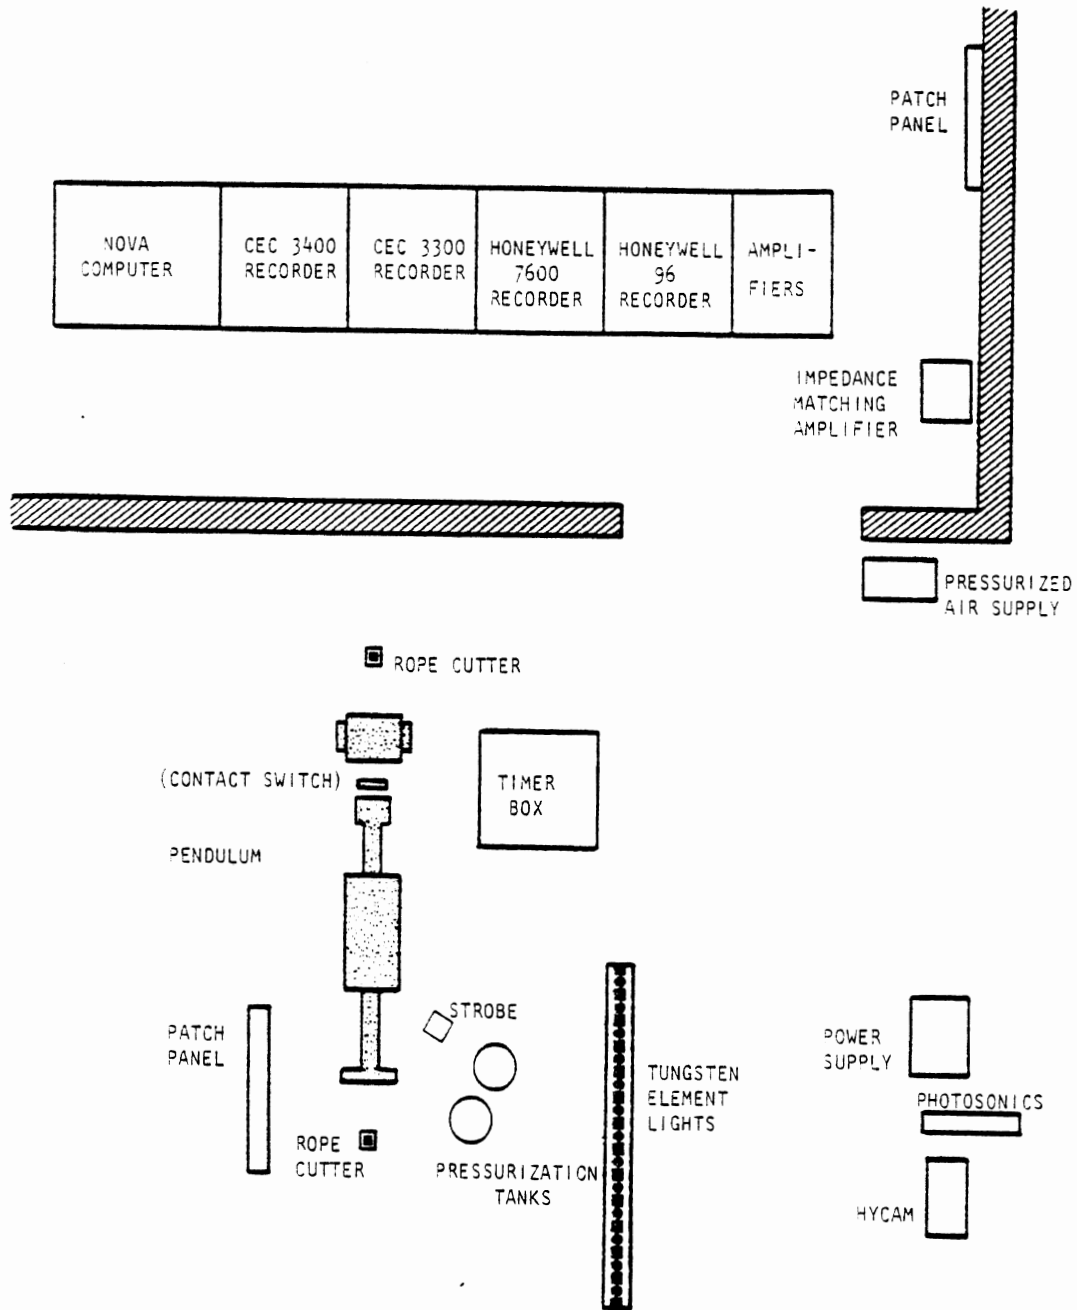 PATCH
PANEL
NOVA
COMPUTER
CEC 3400
RECORDER
CEC 3300
RECORDER
HONEYWELL
7600
RECORDER
HONEYWELL
96
RECORDER
AMPLI-
FIERS
IMPEDANCE
MATCHING
AMPLIFIER
PRESSURIZED
AIR SUPPLY
ROPE CUTTER
(CONTACT SWITCH)
TIMER
BOX
PENDULUM
STROBE
PATCH
PANEL
POWER
SUPPLY
TUNGSTEN
ELEMENT
LIGHTS
PHOTOSONICS
ROPE
CUTTER
PRESSURIZATION
TANKS
HYCAM